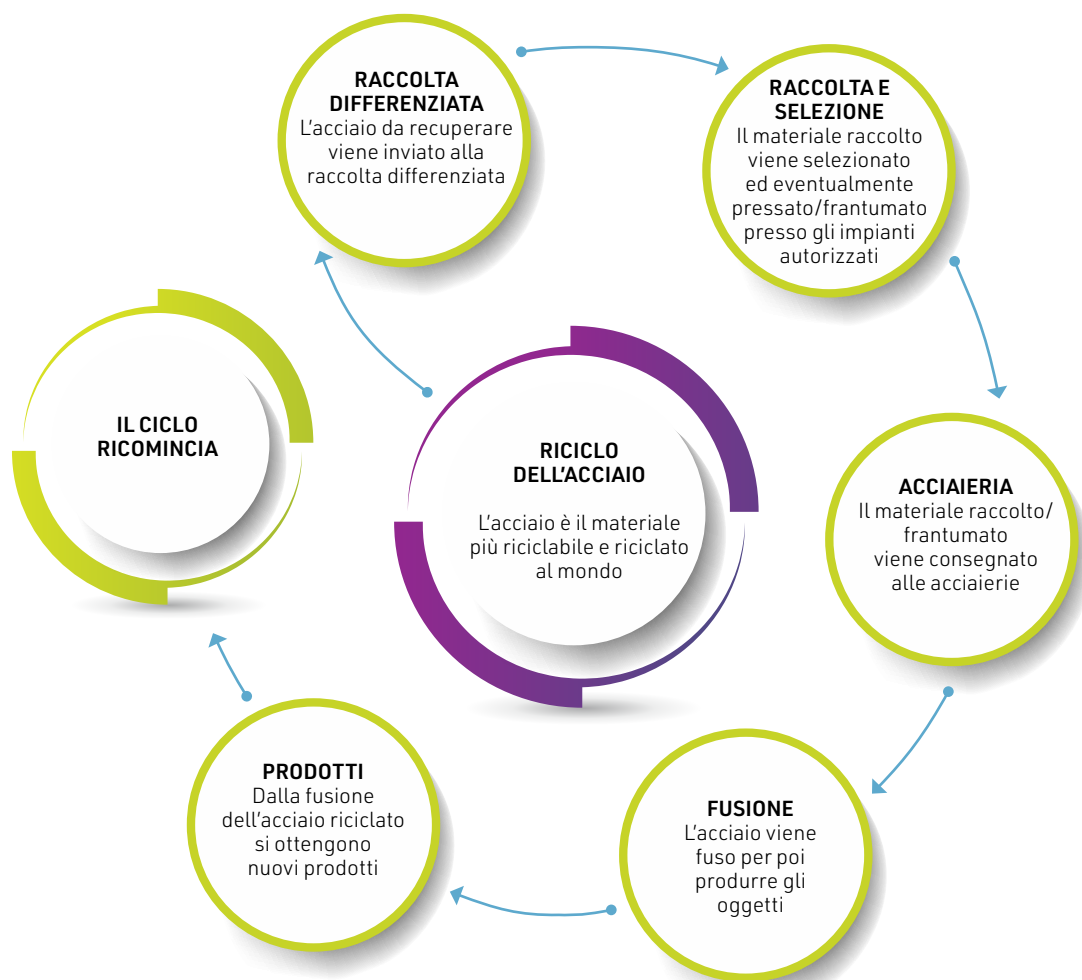 RACCOLTA
DIFFERENZIATA
L'acciaio da recuperare
viene inviato alla
raccolta differenziata
RACCOLTA E
SELEZIONE
Il materiale raccolto
viene selezionato
ed eventualmente
pressato/frantumato
presso gli impianti
autorizzati
ACCIAIERIA
Il materiale raccolto/
frantumato
viene consegnato
alle acciaierie
FUSIONE
L'acciaio viene
fuso per poi
produrre gli
oggetti
PRODOTTI
Dalla fusione
dell'acciaio riciclato
si ottengono
nuovi prodotti
IL CICLO
RICOMINCIA
RICICLO
DELL'ACCIAIO
L'acciaio è il materiale
più riciclabile e riciclato
al mondo